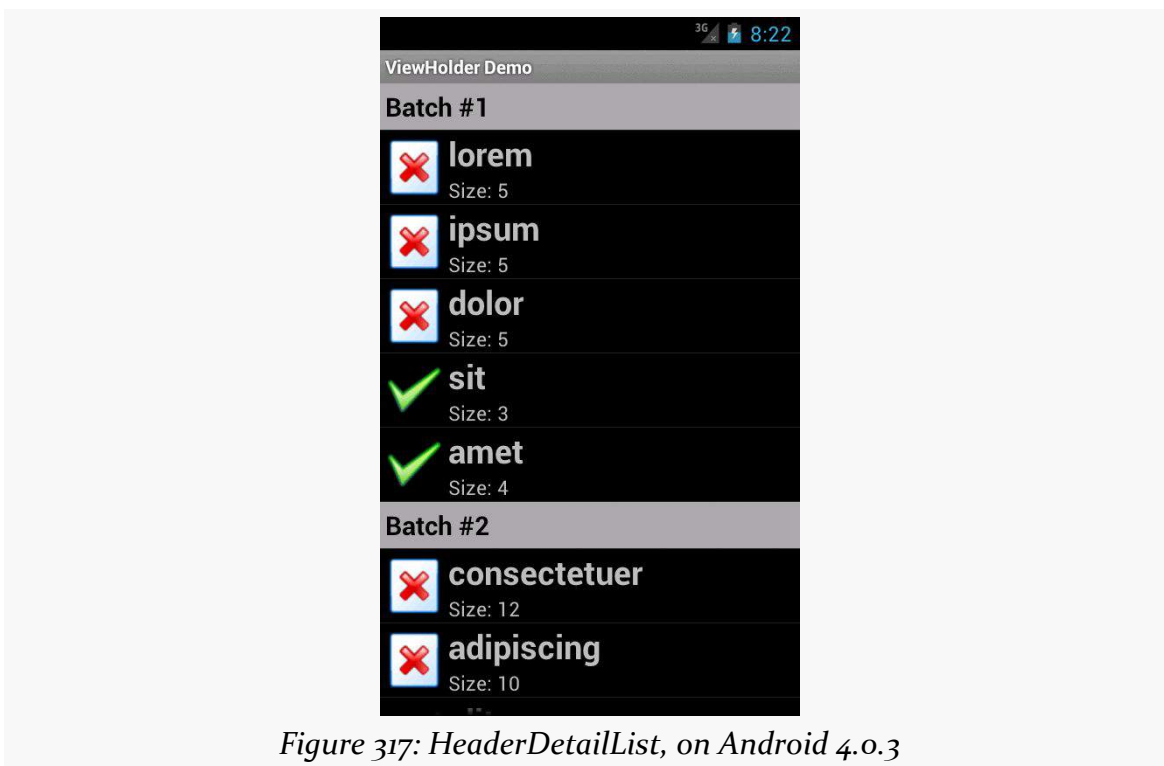 3G 8:22
ViewHolder Demo
Batch #1
lorem
Size: 5
ipsum
Size: 5
dolor
Size: 5
sit
Size: 3
amet
Size: 4
Batch #2
consectetuer
Size: 12
adipiscing
Size: 10
Figure 317: HeaderDetailList, on Android 4.0.3